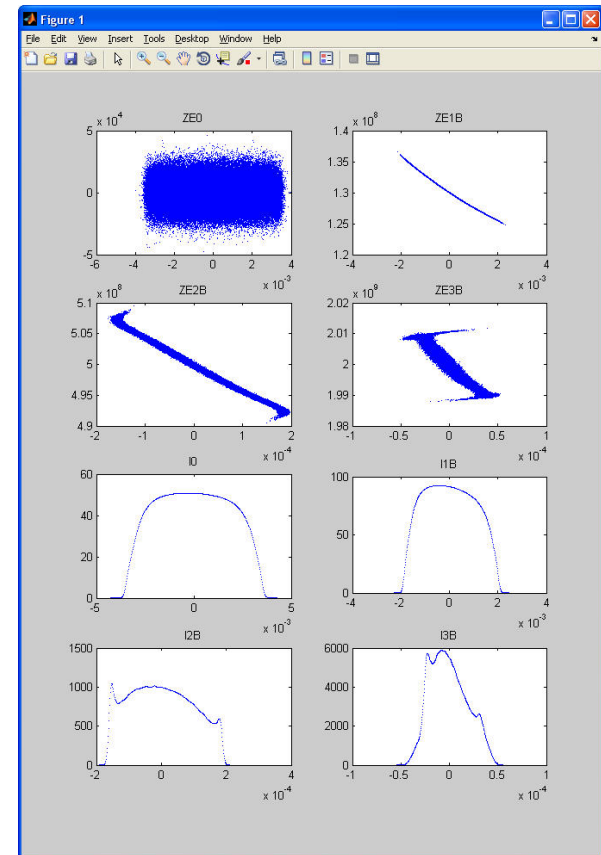 Figure 1
File Edit View Insert Tools Desktop Window Help
x 10^4 ZE0
5
0
-5
-6 -4 -2 0 2 4
x 10^-3
x 10^8 ZE1B
1.4
1.35
1.3
1.25
1.2
-4 -2 0 2 4
x 10^-3
x 10^8 ZE2B
5.1
5.05
5
4.95
4.9
-2 -1 0 1 2
x 10^-4
x 10^9 ZE3B
2.02
2.01
2
1.99
1.98
-1 -0.5 0 0.5 1
x 10^-4
I0
60
40
20
0
-5 0 5
x 10^-3
I1B
100
50
0
-4 -2 0 2 4
x 10^-3
I2B
1500
1000
500
0
-2 0 2 4
x 10^-4
I3B
6000
4000
2000
0
-1 -0.5 0 0.5 1
x 10^-4